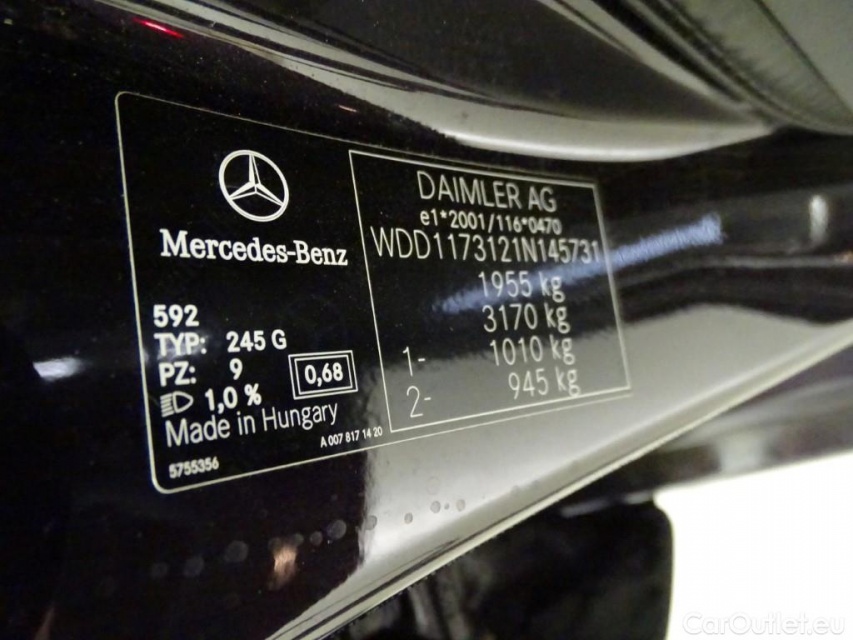 Mercedes-Benz
592
TYP: 245 G
PZ: 9
0,68
1,0 %
Made in Hungary
A 007 817 14 20
5755356
DAIMLER AG
e1*2001/116*0470
WDD1173121N145731
1955 kg
3170 kg
1- 1010 kg
2- 945 kg
CarOutlet.eu